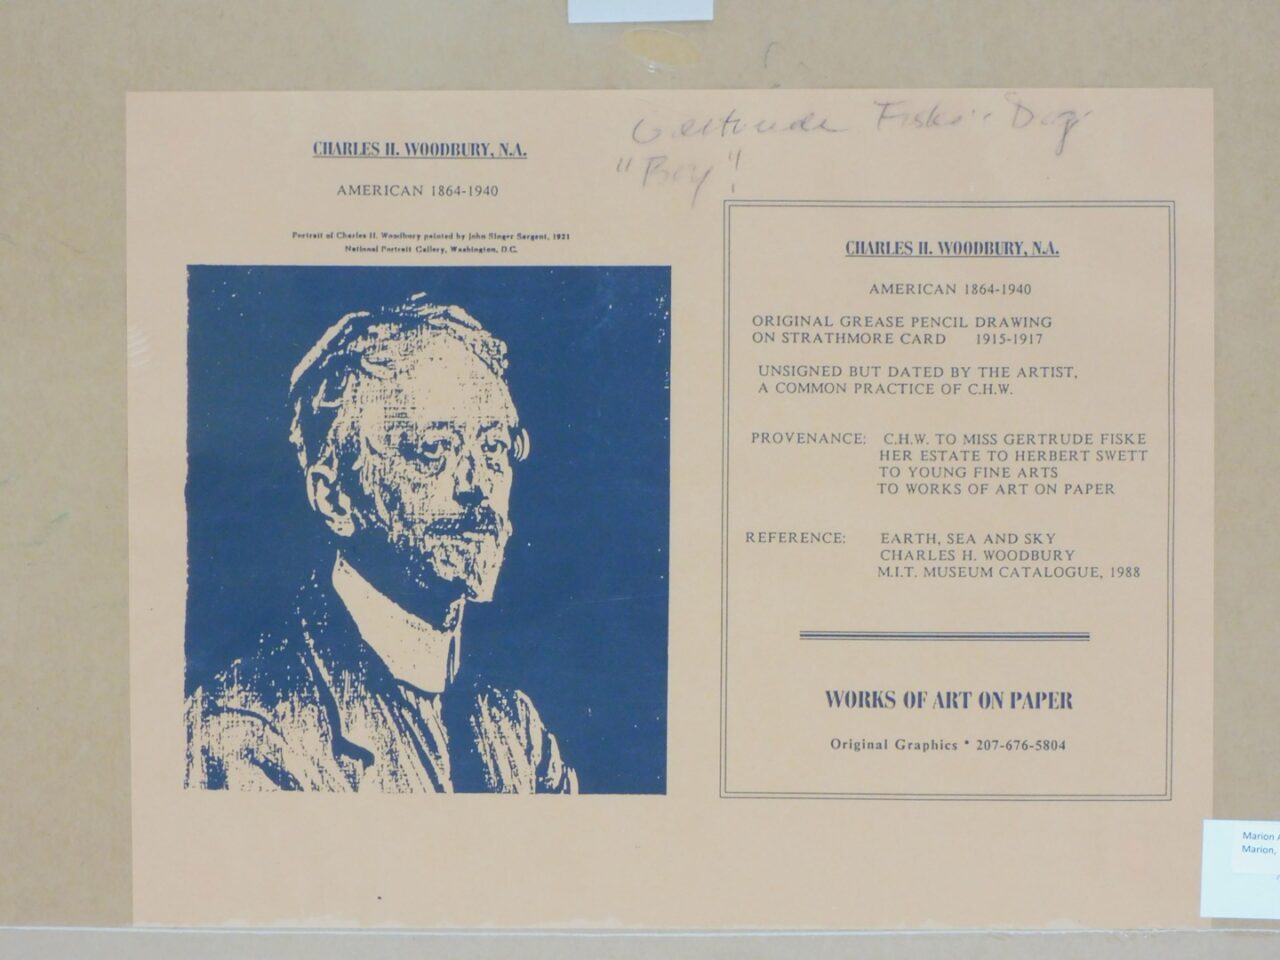 Gertrude Fiske's Dog
"Boy"!
CHARLES H. WOODBURY, N.A.
AMERICAN 1864-1940
Portrait of Charles H. Woodbury painted by John Singer Sargent, 1921
National Portrait Gallery, Washington, D.C.
CHARLES H. WOODBURY, N.A.
AMERICAN 1864-1940
ORIGINAL GREASE PENCIL DRAWING
ON STRATHMORE CARD 1915-1917
UNSIGNED BUT DATED BY THE ARTIST,
A COMMON PRACTICE OF C.H.W.
PROVENANCE: C.H.W. TO MISS GERTRUDE FISKE
HER ESTATE TO HERBERT SWETT
TO YOUNG FINE ARTS
TO WORKS OF ART ON PAPER
REFERENCE: EARTH, SEA AND SKY
CHARLES H. WOODBURY
M.I.T. MUSEUM CATALOGUE, 1988
WORKS OF ART ON PAPER
Original Graphics * 207-676-5804
Marion
Marion,